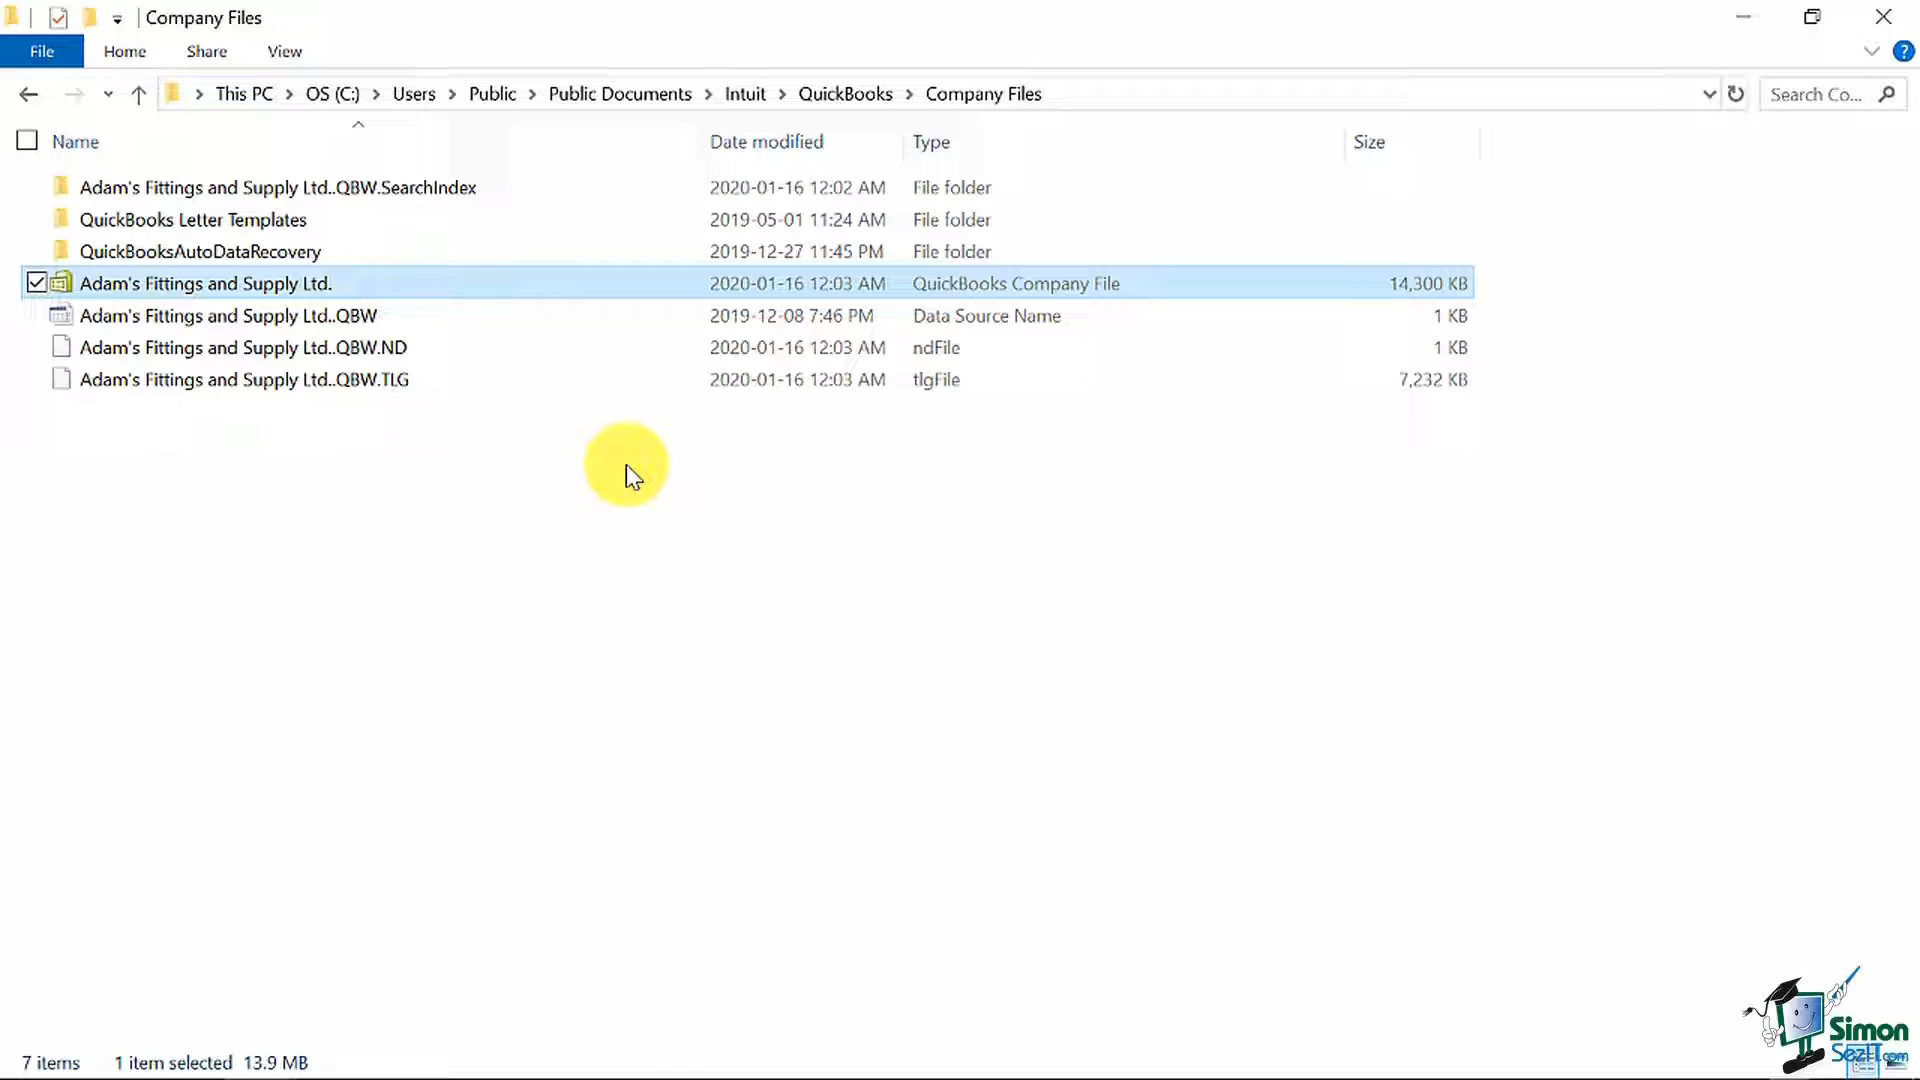 Company Files
File Home Share View
This PC OS (C:) Users Public Public Documents Intuit QuickBooks Company Files Search Co...
Name Date modified Type Size
Adam's Fittings and Supply Ltd..QBW.SearchIndex 2020-01-16 12:02 AM File folder
QuickBooks Letter Templates 2019-05-01 11:24 AM File folder
QuickBooksAutoDataRecovery 2019-12-27 11:45 PM File folder
Adam's Fittings and Supply Ltd. 2020-01-16 12:03 AM QuickBooks Company File 14,300 KB
Adam's Fittings and Supply Ltd..QBW 2019-12-08 7:46 PM Data Source Name 1 KB
Adam's Fittings and Supply Ltd..QBW.ND 2020-01-16 12:03 AM ndFile 1 KB
Adam's Fittings and Supply Ltd..QBW.TLG 2020-01-16 12:03 AM tlgFile 7,232 KB
Simon
SezIT.com
7 items 1 item selected 13.9 MB